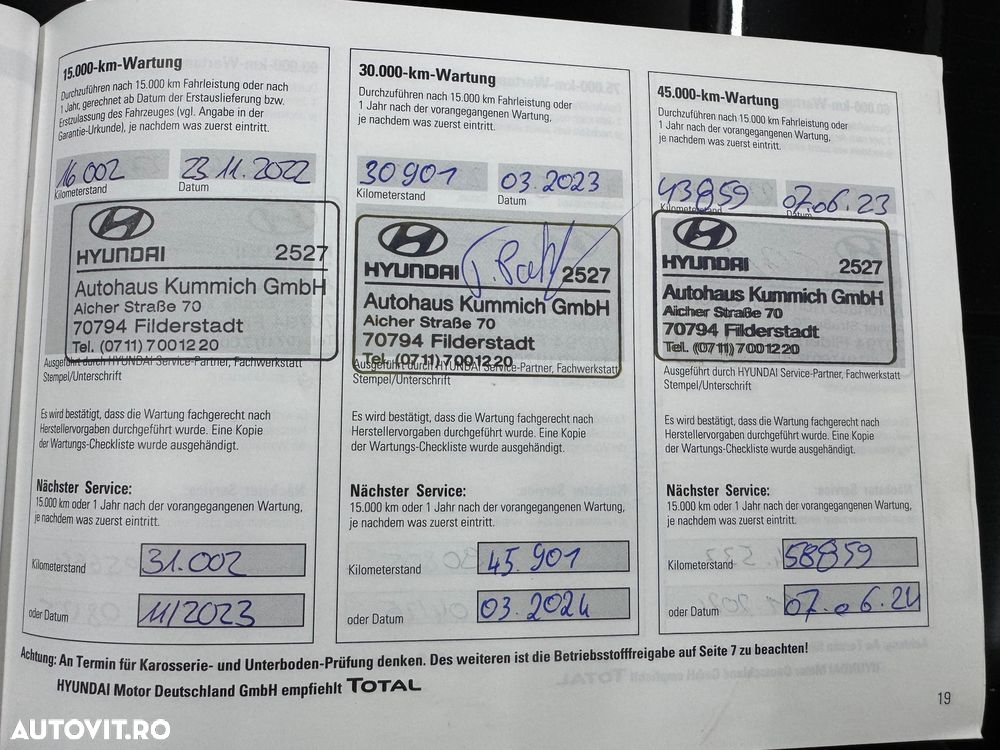 15.000-km-Wartung
Durchzuführen nach 15.000 km Fahrleistung oder nach
1 Jahr, gerechnet ab Datum der Erstauslieferung bzw.
Erstzulassung des Fahrzeuges (vgl. Angabe in der
Garantie-Urkunde), je nachdem was zuerst eintritt.
16 002
23 11. 2022
Kilometerstand
Datum
HYUNDAI 2527
Autohaus Kummich GmbH
Aicher Straße 70
70794 Filderstadt
Tel. (0711) 7001220
Ausgeführt durch HYUNDAI Service-Partner, Fachwerkstatt
Stempel/Unterschrift
Es wird bestätigt, dass die Wartung fachgerecht nach
Herstellervorgaben durchgeführt wurde. Eine Kopie
der Wartungs-Checkliste wurde ausgehändigt.
Nächster Service:
15.000 km oder 1 Jahr nach der vorangegangenen Wartung,
je nachdem was zuerst eintritt.
Kilometerstand 31.002
oder Datum 11/2023
30.000-km-Wartung
Durchzuführen nach 15.000 km Fahrleistung oder
1 Jahr nach der vorangegangenen Wartung,
je nachdem was zuerst eintritt.
30 901
03.2023
Kilometerstand
Datum
HYUNDAI 2527
Autohaus Kummich GmbH
Aicher Straße 70
70794 Filderstadt
Tel. (0711) 7001220
Ausgeführt durch HYUNDAI Service-Partner, Fachwerkstatt
Stempel/Unterschrift
Es wird bestätigt, dass die Wartung fachgerecht nach
Herstellervorgaben durchgeführt wurde. Eine Kopie
der Wartungs-Checkliste wurde ausgehändigt.
Nächster Service:
15.000 km oder 1 Jahr nach der vorangegangenen Wartung,
je nachdem was zuerst eintritt.
Kilometerstand 45.901
oder Datum 03.2024
45.000-km-Wartung
Durchzuführen nach 15.000 km Fahrleistung oder
1 Jahr nach der vorangegangenen Wartung,
je nachdem was zuerst eintritt.
43859
07.06.23
Kilometerstand
Datum
HYUNDAI 2527
Autohaus Kummich GmbH
Aicher Straße 70
70794 Filderstadt
Tel. (0711) 7001220
Ausgeführt durch HYUNDAI Service-Partner, Fachwerkstatt
Stempel/Unterschrift
Es wird bestätigt, dass die Wartung fachgerecht nach
Herstellervorgaben durchgeführt wurde. Eine Kopie
der Wartungs-Checkliste wurde ausgehändigt.
Nächster Service:
15.000 km oder 1 Jahr nach der vorangegangenen Wartung,
je nachdem was zuerst eintritt.
Kilometerstand 58859
oder Datum 07.06.24
Achtung: An Termin für Karosserie- und Unterboden-Prüfung denken. Des weiteren ist die Betriebsstofffreigabe auf Seite 7 zu beachten!
HYUNDAI Motor Deutschland GmbH empfiehlt TOTAL
19
AUTOVIT.RO